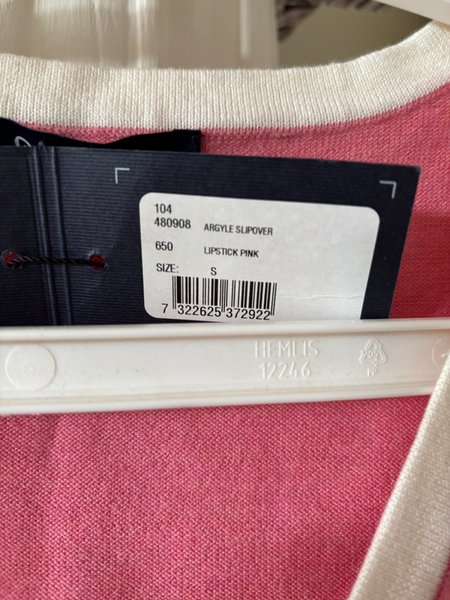 104
480908 ARGYLE SLIPOVER
650 LIPSTICK PINK
SIZE: S
7 322625 372922
HEMLIS
12246